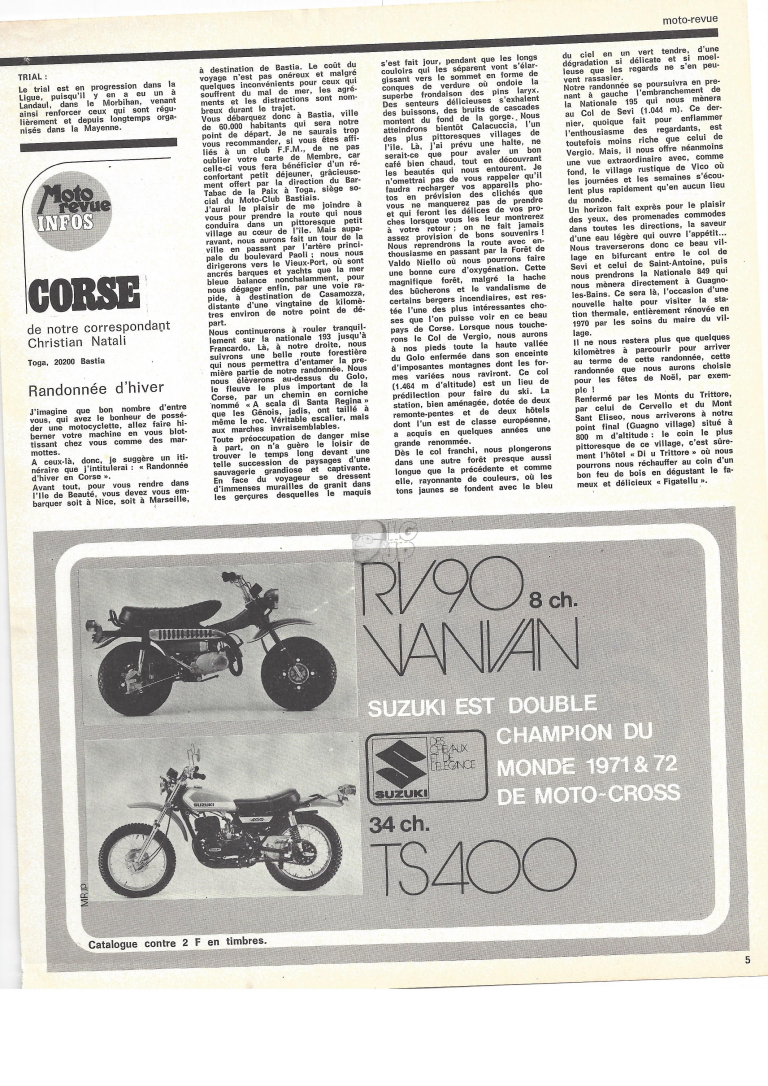 moto-revue
TRIAL :
Le trial est en progression dans la
Ligue, puisqu'il y en a eu un à
Landaul, dans le Morbihan, venant
ainsi renforcer ceux qui sont régu-
lièrement et depuis longtemps orga-
nisés dans la Mayenne.
Moto
revue
INFOS
CORSE
de notre correspondant
Christian Natali
Toga, 20200 Bastia
Randonnée d'hiver
J'imagine que bon nombre d'entre
vous, qui avez le bonheur de possé-
der une motocyclette, allez faire hi-
berner votre machine en vous blot-
tissant chez vous comme des mar-
mottes.
A ceux-là, donc, je suggère un iti-
néraire que j'intitulerai : « Randonnée
d'hiver en Corse ».
Avant tout, pour vous rendre dans
l'Ile de Beauté, vous devez vous em-
barquer soit à Nice, soit à Marseille,
à destination de Bastia. Le coût du
voyage n'est pas onéreux et malgré
quelques inconvénients pour ceux qui
souffrent du mal de mer, les agré-
ments et les distractions sont nom-
breux durant le trajet.
Vous débarquez donc à Bastia, ville
de 60.000 habitants qui sera notre
point de départ. Je ne saurais trop
vous recommander, si vous êtes affi-
liés à un club F.F.M., de ne pas
oublier votre carte de Membre, car
celle-ci vous fera bénéficier d'un ré-
confortant petit déjeuner, grâcieuse-
ment offert par la direction du Bar-
Tabac de la Paix à Toga, siège so-
cial du Moto-Club Bastiais.
J'aurai le plaisir de me joindre à
vous pour prendre la route qui nous
conduira dans un pittoresque petit
village au cœur de l'île. Mais aupa-
ravant, nous aurons fait un tour de la
ville en passant par l'artère princi-
pale du boulevard Paoli ; nous nous
dirigerons vers le Vieux-Port, où sont
ancrés barques et yachts que la mer
bleue balance nonchalamment, pour
nous dégager enfin, par une voie ra-
pide, à destination de Casamozza,
distante d'une vingtaine de kilomè-
tres environ de notre point de dé-
part.
Nous continuerons à rouler tranquil-
lement sur la nationale 193 jusqu'à
Francardo. Là, à notre droite, nous
suivrons une belle route forestière
qui nous permettra d'entamer la pre-
mière partie de notre randonnée. Nous
nous élèverons au-dessus du Golo,
le fleuve le plus important de la
Corse, par un chemin en corniche
nommé « A scala di Santa Regina »
que les Génois, jadis, ont taillé à
même le roc. Véritable escalier, mais
aux marches invraisemblables.
Toute préoccupation de danger mise
à part, on n'a guère le loisir de
trouver le temps long devant une
telle succession de paysages d'une
sauvagerie grandiose et captivante.
En face du voyageur se dressent
d'immenses murailles de granit dans
les gerçures desquelles le maquis
s'est fait jour, pendant que les longs
couloirs qui les séparent vont s'élar-
gissant vers le sommet en forme de
conques de verdure où ondoie la
superbe frondaison des pins laryx.
Des senteurs délicieuses s'exhalent
des buissons, des bruits de cascades
montent du fond de la gorge. Nous
atteindrons bientôt Calacuccia, l'un
des plus pittoresques villages de
l'île. Là, j'ai prévu une halte, ne
serait-ce que pour avaler un bon
café bien chaud, tout en découvrant
les beautés qui nous entourent. Je
n'omettrai pas de vous rappeler qu'il
faudra recharger vos appareils pho-
tos en prévision des clichés que
vous ne manquerez pas de prendre
et qui feront les délices de vos pro-
ches lorsque vous les leur montrerez
à votre retour ; on ne fait jamais
assez provision de bons souvenirs !
Nous reprendrons la route avec en-
thousiasme en passant par la Forêt de
Valdo Niello où nous pourrons faire
une bonne cure d'oxygénation. Cette
magnifique forêt, malgré la hache
des bûcherons et le vandalisme de
certains bergers incendiaires, est res-
tée l'une des plus intéressantes cho-
ses que l'on puisse voir en ce beau
pays de Corse. Lorsque nous touche-
rons le Col de Vergio, nous aurons
à nos pieds toute la haute vallée
du Golo enfermée dans son enceinte
d'imposantes montagnes dont les for-
mes variées nous raviront. Ce col
(1.464 m d'altitude) est un lieu de
prédilection pour faire du ski. La
station, bien aménagée, dotée de deux
remonte-pentes et de deux hôtels
dont l'un est de classe européenne,
a acquis en quelques années une
grande renommée.
Dès le col franchi, nous plongerons
dans une autre forêt presque aussi
longue que la précédente et comme
elle, rayonnante de couleurs, où les
tons jaunes se fondent avec le bleu
du ciel en un vert tendre, d'une
dégradation si délicate et si moel-
leuse que les regards ne s'en peu-
vent rassasier.
Notre randonnée se poursuivra en pre-
nant à gauche l'embranchement de
la Nationale 195 qui nous mènera
au Col de Sevi (1.044 m). Ce der-
nier, quoique fait pour enflammer
l'enthousiasme des regardants, est
toutefois moins riche que celui de
Vergio. Mais, il nous offre néanmoins
une vue extraordinaire avec, comme
fond, le village rustique de Vico où
les journées et les semaines s'écou-
lent plus rapidement qu'en aucun lieu
du monde.
Un horizon fait exprès pour le plaisir
des yeux, des promenades commodes
dans toutes les directions, la saveur
d'une eau légère qui ouvre l'appétit...
Nous traverserons donc ce beau vil-
lage en bifurcant entre le col de
Sevi et celui de Saint-Antoine, puis
nous prendrons la Nationale 849 qui
nous mènera directement à Guagno-
les-Bains. Ce sera là, l'occasion d'une
nouvelle halte pour visiter la sta-
tion thermale, entièrement rénovée en
1970 par les soins du maire du vil-
lage.
Il ne nous restera plus que quelques
kilomètres à parcourir pour arriver
au terme de cette randonnée, cette
randonnée que nous aurons choisie
pour les fêtes de Noël, par exem-
ple !
Renfermé par les Monts du Trittore,
par celui de Cervello et du Mont
Sant Eliseo, nous arriverons à notre
point final (Guagno village) situé à
800 m d'altitude : le coin le plus
pittoresque de ce village, c'est sûre-
ment l'hôtel « Di u Trittore » où nous
pourrons nous réchauffer au coin d'un
bon feu de bois en dégustant le fa-
meux et délicieux « Figatellu ».
RV90 8 ch.
VANVAN
SUZUKI EST DOUBLE
CHAMPION DU
MONDE 1971 & 72
DE MOTO-CROSS
DES
CHEVAUX
ET DE
L'ELEGANCE
SUZUKI
34 ch.
TS400
SUZUKI
400
MR.IP
Catalogue contre 2 F en timbres.
5